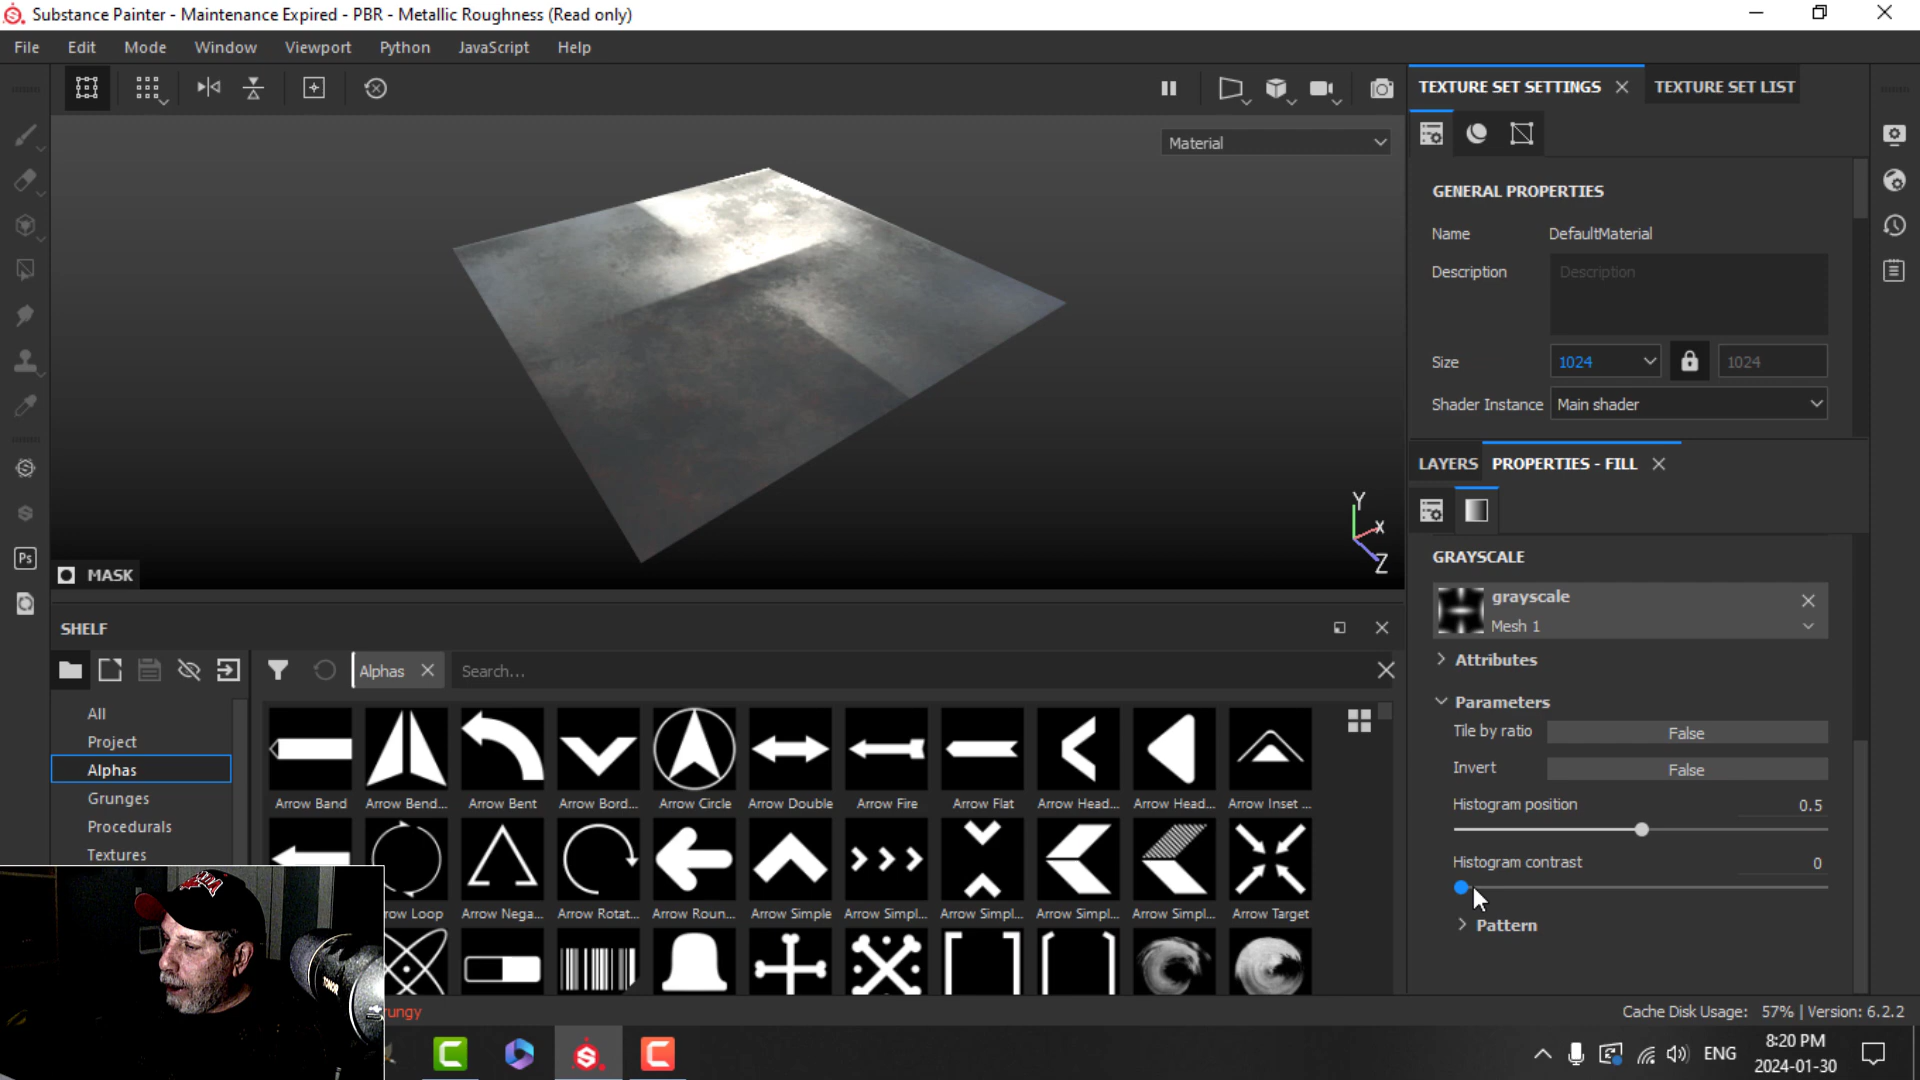 Substance Painter - Maintenance Expired - PBR - Metallic Roughness (Read only)
File Edit Mode Window Viewport Python JavaScript Help
TEXTURE SET SETTINGS TEXTURE SET LIST
Material
GENERAL PROPERTIES
Name DefaultMaterial
Description Description
Size 1024 1024
Shader Instance Main shader
LAYERS PROPERTIES - FILL
Y
X
Z
MASK
GRAYSCALE
grayscale
Mesh 1
Attributes
Parameters
Tile by ratio False
Invert False
Histogram position 0.5
Histogram contrast 0
Pattern
SHELF
Alphas Search...
All
Project
Alphas
Grunges
Procedurals
Textures
Arrow Band Arrow Bend... Arrow Bent Arrow Bord... Arrow Circle Arrow Double Arrow Fire Arrow Flat Arrow Head... Arrow Head... Arrow Inset ...
row Loop Arrow Nega... Arrow Rotat... Arrow Roun... Arrow Simple Arrow Simpl... Arrow Simpl... Arrow Simpl... Arrow Simpl... Arrow Target
Ps
rungy
Cache Disk Usage: 57% | Version: 6.2.2
ENG
8:20 PM
2024-01-30